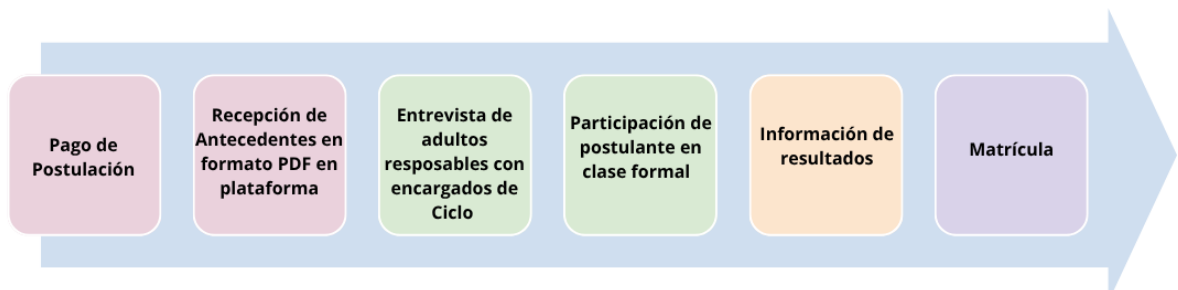 Pago de
Postulación
Recepción de
Antecedentes en
formato PDF en
plataforma
Entrevista de
adultos
resposables con
encargados de
Ciclo
Participación de
postulante en
clase formal
Información de
resultados
Matrícula